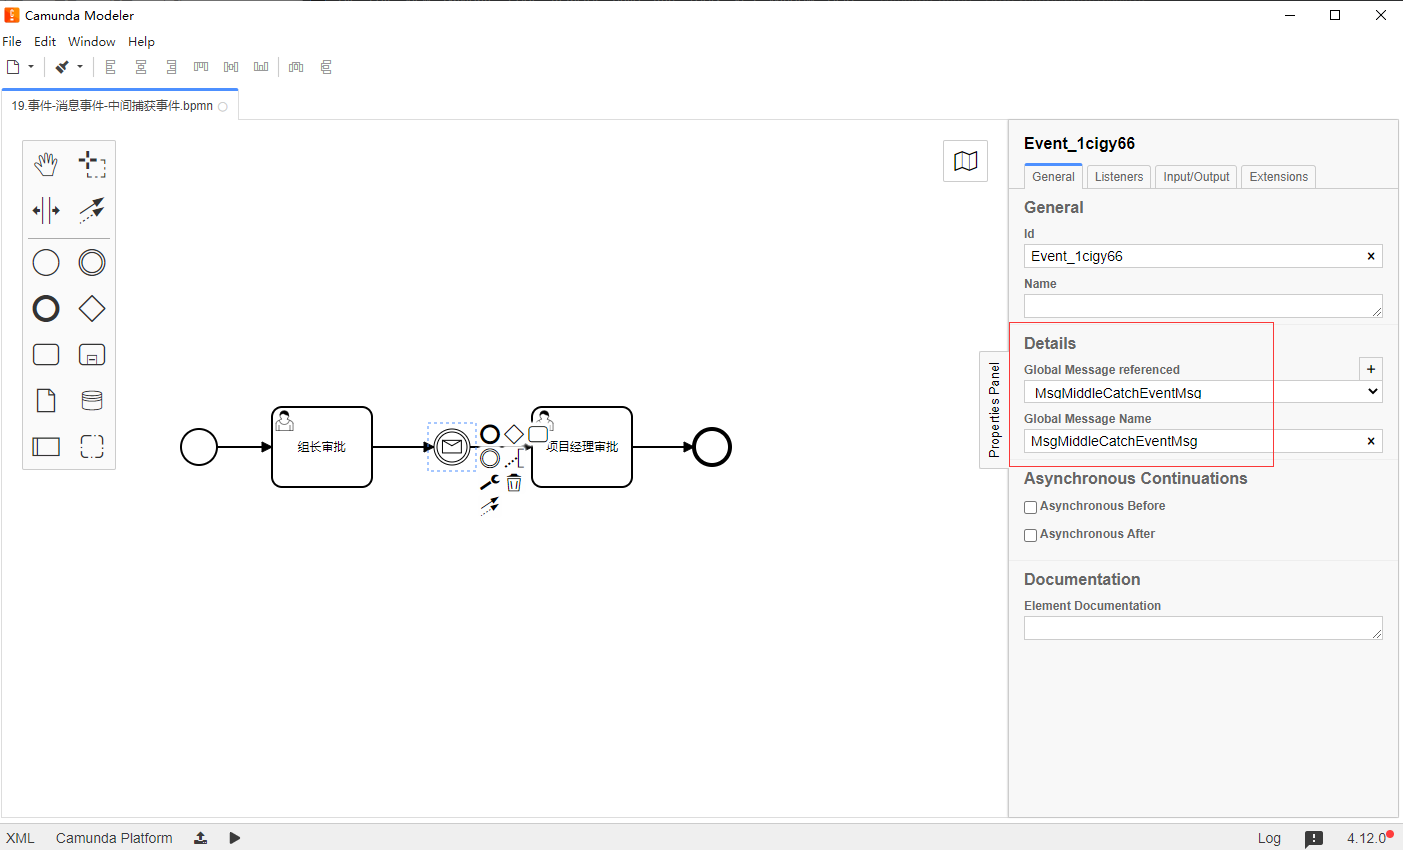 Camunda Modeler
File Edit Window Help
19.事件-消息事件-中间捕获事件.bpmn
组长审批
项目经理审批
Properties Panel
Event_1cigy66
General Listeners Input/Output Extensions
General
Id
Event_1cigy66
Name
Details
Global Message referenced
MsgMiddleCatchEventMsg
Global Message Name
MsgMiddleCatchEventMsg
Asynchronous Continuations
Asynchronous Before
Asynchronous After
Documentation
Element Documentation
XML Camunda Platform Log 4.12.0